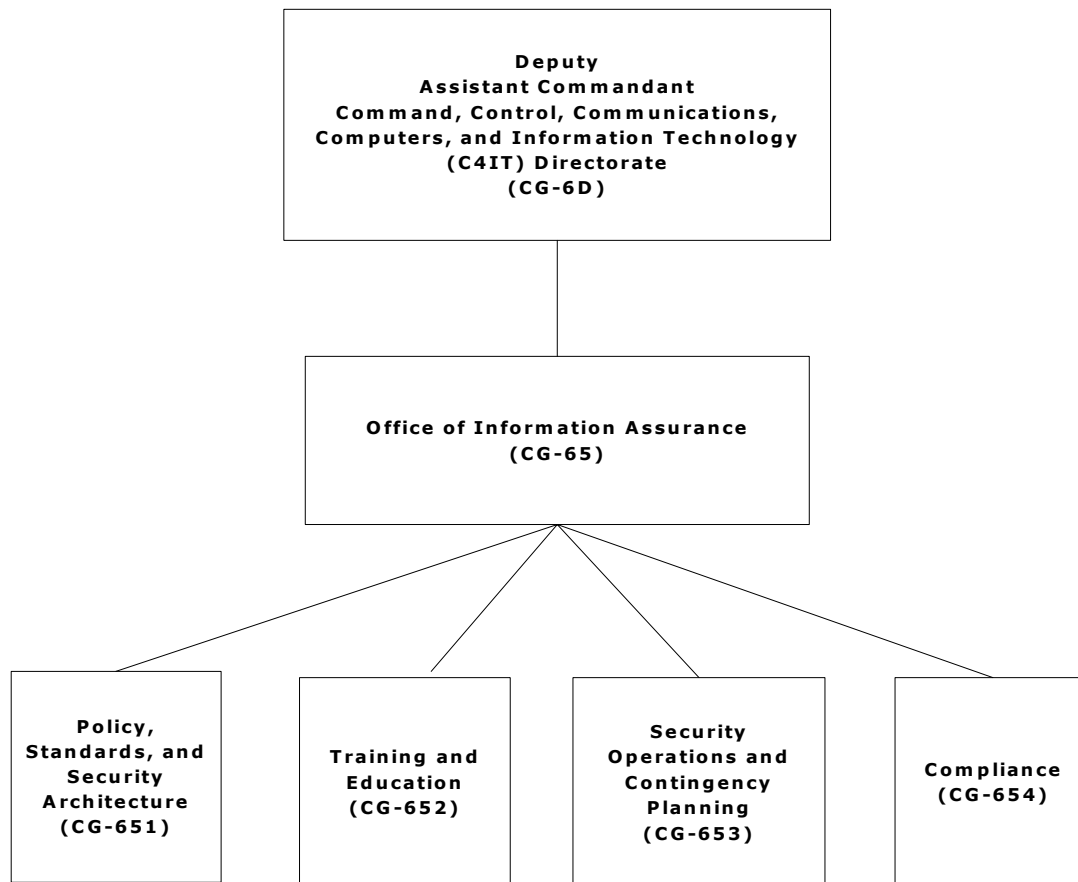 Deputy
Assistant Commandant
Command, Control, Communications,
Computers, and Information Technology
(C4IT) Directorate
(CG-6D)
Office of Information Assurance
(CG-65)
Policy,
Standards, and
Security
Architecture
(CG-651)
Training and
Education
(CG-652)
Security
Operations and
Contingency
Planning
(CG-653)
Compliance
(CG-654)